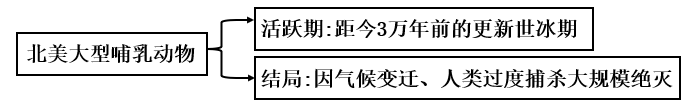 活跃期:距今3万年前的更新世冰期
北美大型哺乳动物
结局:因气候变迁、人类过度捕杀大规模绝灭